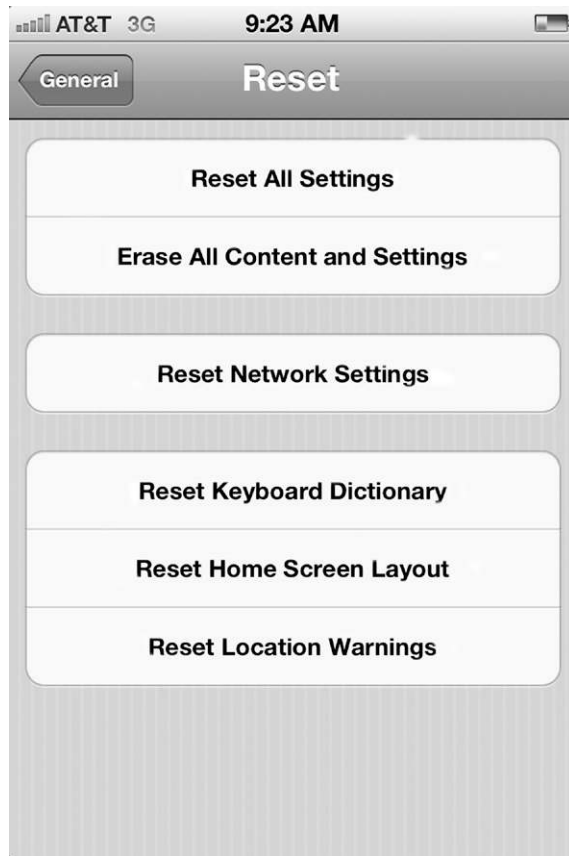 AT&T 3G 9:23 AM
General Reset
Reset All Settings
Erase All Content and Settings
Reset Network Settings
Reset Keyboard Dictionary
Reset Home Screen Layout
Reset Location Warnings